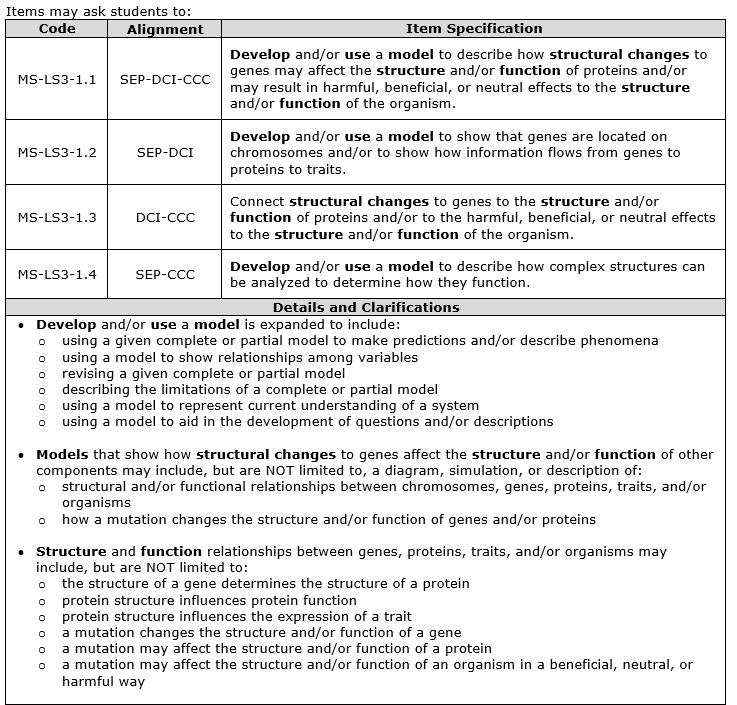 Items may ask students to:
Code Alignment Item Specification
MS-LS3-1.1 SEP-DCI-CCC
Develop and/or use a model to describe how structural changes to
genes may affect the structure and/or function of proteins and/or
may result in harmful, beneficial, or neutral effects to the structure
and/or function of the organism.
MS-LS3-1.2 SEP-DCI
Develop and/or use a model to show that genes are located on
chromosomes and/or to show how information flows from genes to
proteins to traits.
MS-LS3-1.3 DCI-CCC
Connect structural changes to genes to the structure and/or
function of proteins and/or to the harmful, beneficial, or neutral effects
to the structure and/or function of the organism.
MS-LS3-1.4 SEP-CCC
Develop and/or use a model to describe how complex structures can
be analyzed to determine how they function.
Details and Clarifications
• Develop and/or use a model is expanded to include:
o using a given complete or partial model to make predictions and/or describe phenomena
o using a model to show relationships among variables
o revising a given complete or partial model
o describing the limitations of a complete or partial model
o using a model to represent current understanding of a system
o using a model to aid in the development of questions and/or descriptions
• Models that show how structural changes to genes affect the structure and/or function of other
components may include, but are NOT limited to, a diagram, simulation, or description of:
o structural and/or functional relationships between chromosomes, genes, proteins, traits, and/or
organisms
o how a mutation changes the structure and/or function of genes and/or proteins
• Structure and function relationships between genes, proteins, traits, and/or organisms may
include, but are NOT limited to:
o the structure of a gene determines the structure of a protein
o protein structure influences protein function
o protein structure influences the expression of a trait
o a mutation changes the structure and/or function of a gene
o a mutation may affect the structure and/or function of a protein
o a mutation may affect the structure and/or function of an organism in a beneficial, neutral, or
harmful way